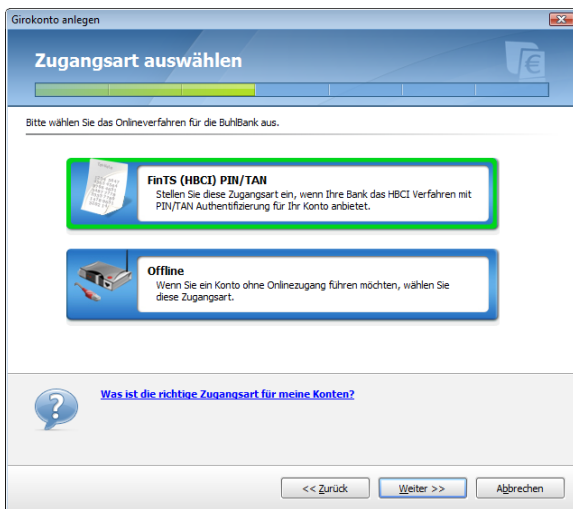 Girokonto anlegen
Zugangsart auswählen
Bitte wählen Sie das Onlineverfahren für die BuhlBank aus.
FinTS (HBCI) PIN/TAN
Stellen Sie diese Zugangsart ein, wenn Ihre Bank das HBCI Verfahren mit
PIN/TAN Authentifizierung für Ihr Konto anbietet.
Offline
Wenn Sie ein Konto ohne Onlinezugang führen möchten, wählen Sie
diese Zugangsart.
Was ist die richtige Zugangsart für meine Konten?
<< Zurück
Weiter >>
Abbrechen